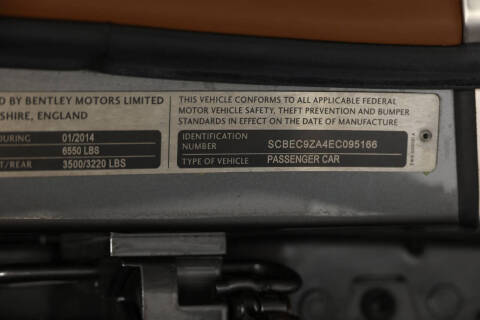 D BY BENTLEY MOTORS LIMITED
SHIRE, ENGLAND
URING 01/2014
6550 LBS
T/REAR 3500/3220 LBS
THIS VEHICLE CONFORMS TO ALL APPLICABLE FEDERAL
MOTOR VEHICLE SAFETY, THEFT PREVENTION AND BUMPER
STANDARDS IN EFFECT ON THE DATE OF MANUFACTURE
IDENTIFICATION
NUMBER SCBEC9ZA4EC095166
TYPE OF VEHICLE PASSENGER CAR